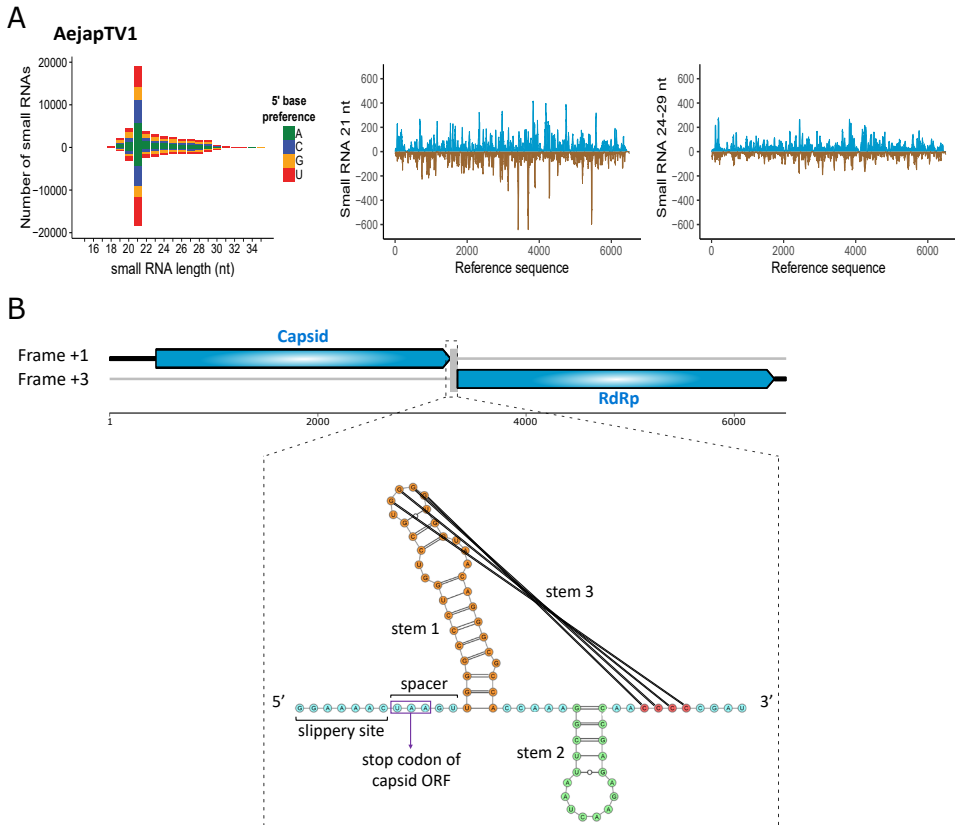 A
AejapTV1
Number of small RNAs
20000
10000
0
−10000
−20000
16 18 20 22 24 26 28 30 32 34
small RNA length (nt)
5' base
preference
A
C
G
U
Small RNA 21 nt
600
400
200
0
−200
−400
−600
0 2000 4000 6000
Reference sequence
Small RNA 24-29 nt
600
400
200
0
−200
−400
−600
0 2000 4000 6000
Reference sequence
B
Capsid
Frame +1
Frame +3
RdRp
1 2000 4000 6000
stem 3
stem 1
spacer
5’ G G A A A A C U A A G U U A C C A A A G C A A C C C C C G A U 3’
slippery site
stop codon of
capsid ORF
stem 2